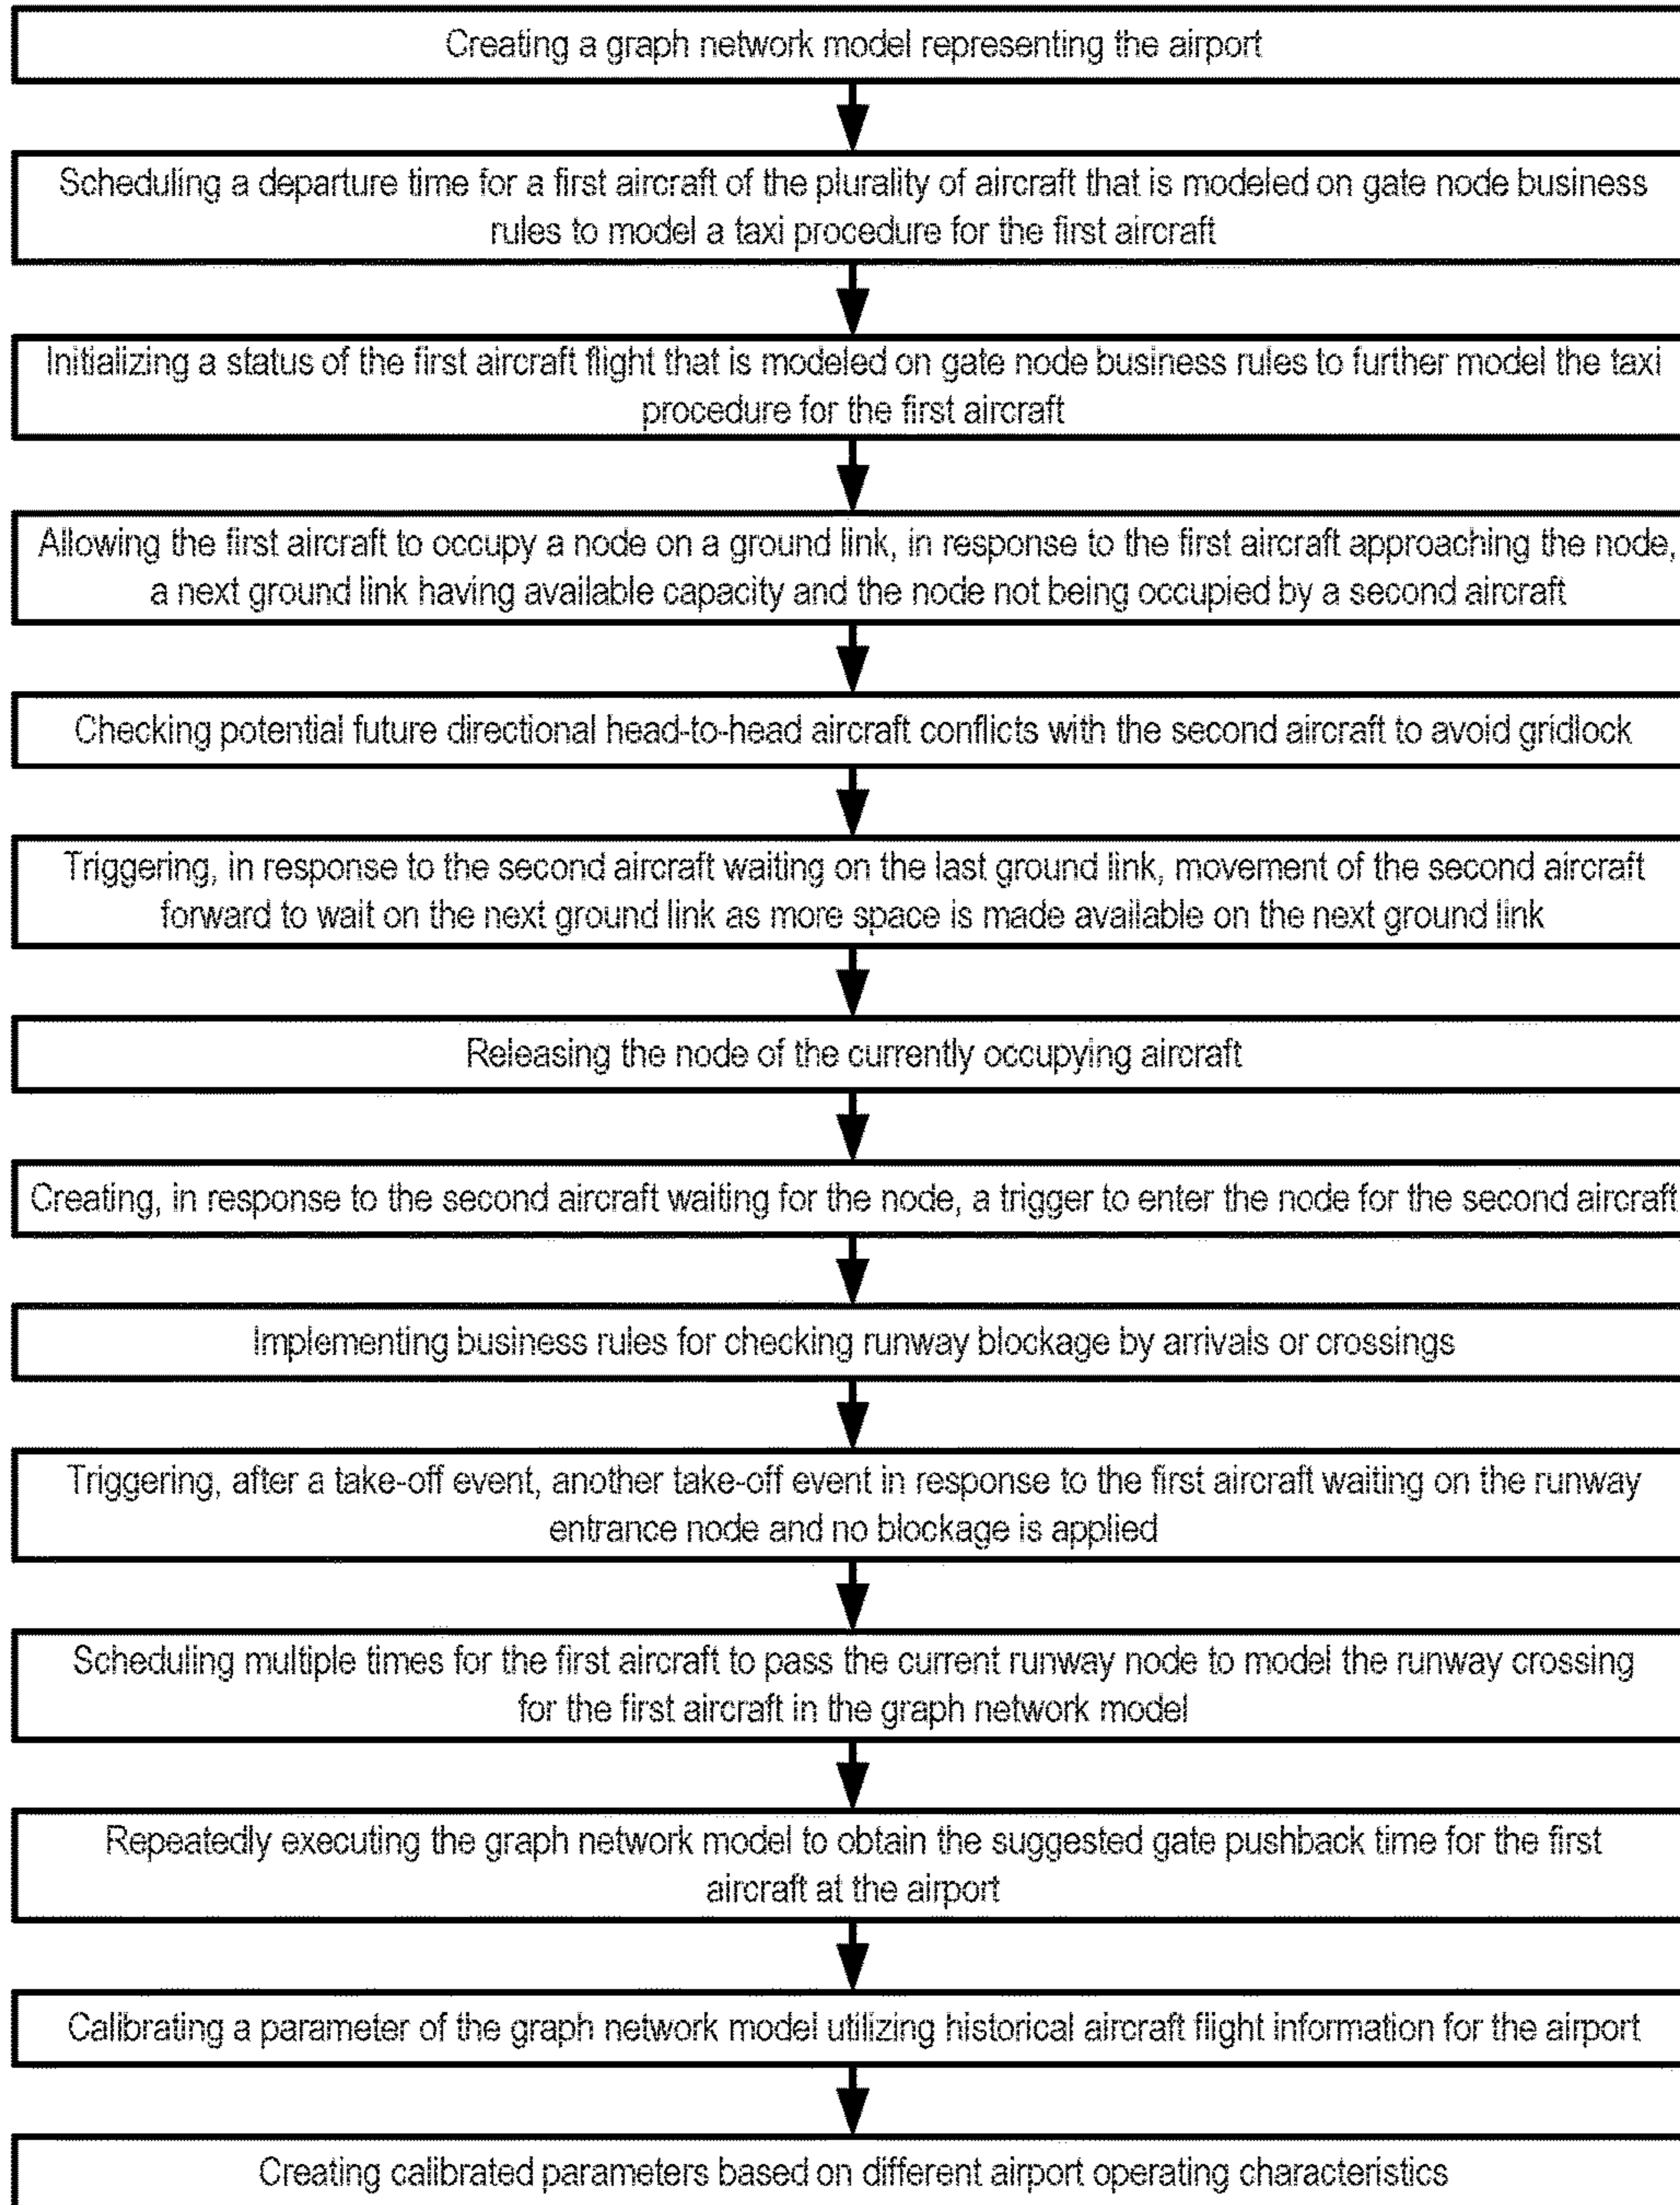 Creating a graph network model representing the airport
Scheduling a departure time for a first aircraft of the plurality of aircraft that is modeled on gate node business
rules to model a taxi procedure for the first aircraft
Initializing a status of the first aircraft flight that is modeled on gate node business rules to further model the taxi
procedure for the first aircraft
Allowing the first aircraft to occupy a node on a ground link, in response to the first aircraft approaching the node,
a next ground link having available capacity and the node not being occupied by a second aircraft
Checking potential future directional head-to-head aircraft conflicts with the second aircraft to avoid gridlock
Triggering, in response to the second aircraft waiting on the last ground link, movement of the second aircraft
forward to wait on the next ground link as more space is made available on the next ground link
Releasing the node of the currently occupying aircraft
Creating, in response to the second aircraft waiting for the node, a trigger to enter the node for the second aircraft
Implementing business rules for checking runway blockage by arrivals or crossings
Triggering, after a take-off event, another take-off event in response to the first aircraft waiting on the runway
entrance node and no blockage is applied
Scheduling multiple times for the first aircraft to pass the current runway node to model the runway crossing
for the first aircraft in the graph network model
Repeatedly executing the graph network model to obtain the suggested gate pushback time for the first
aircraft at the airport
Calibrating a parameter of the graph network model utilizing historical aircraft flight information for the airport
Creating calibrated parameters based on different airport operating characteristics